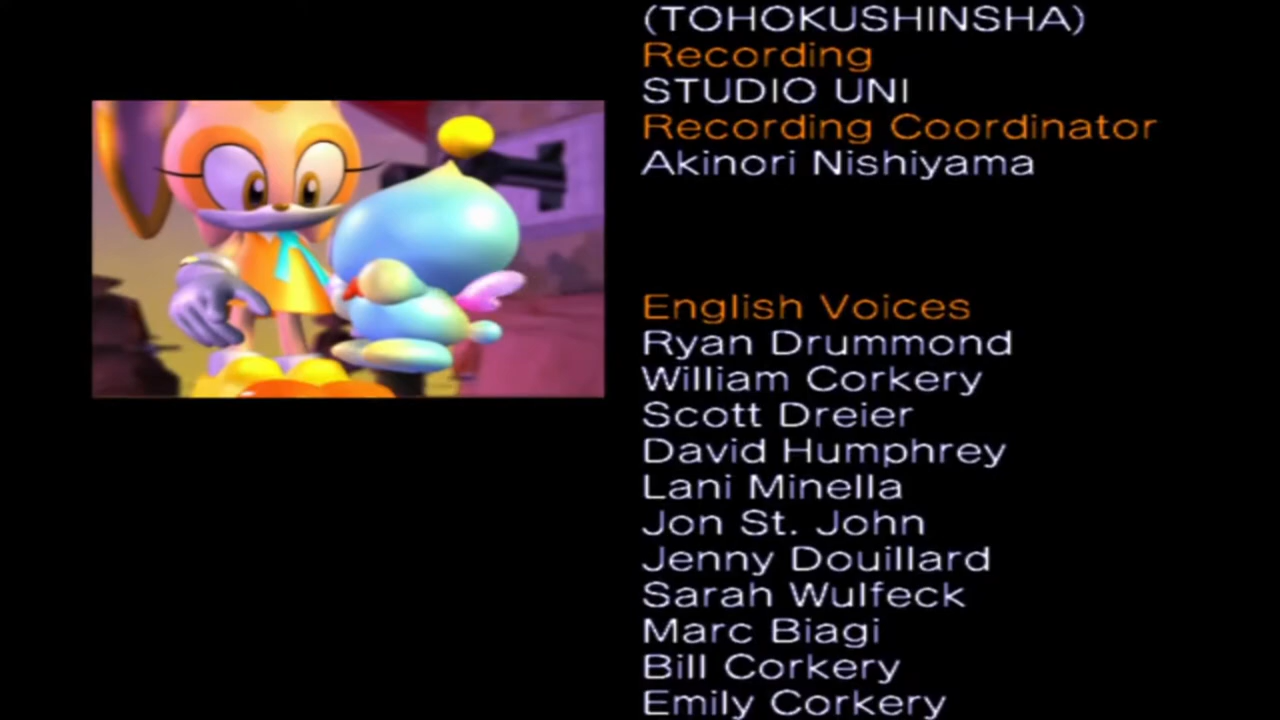 (TOHOKUSHINSHA)
Recording
STUDIO UNI
Recording Coordinator
Akinori Nishiyama
English Voices
Ryan Drummond
William Corkery
Scott Dreier
David Humphrey
Lani Minella
Jon St. John
Jenny Douillard
Sarah Wulfeck
Marc Biagi
Bill Corkery
Emily Corkery